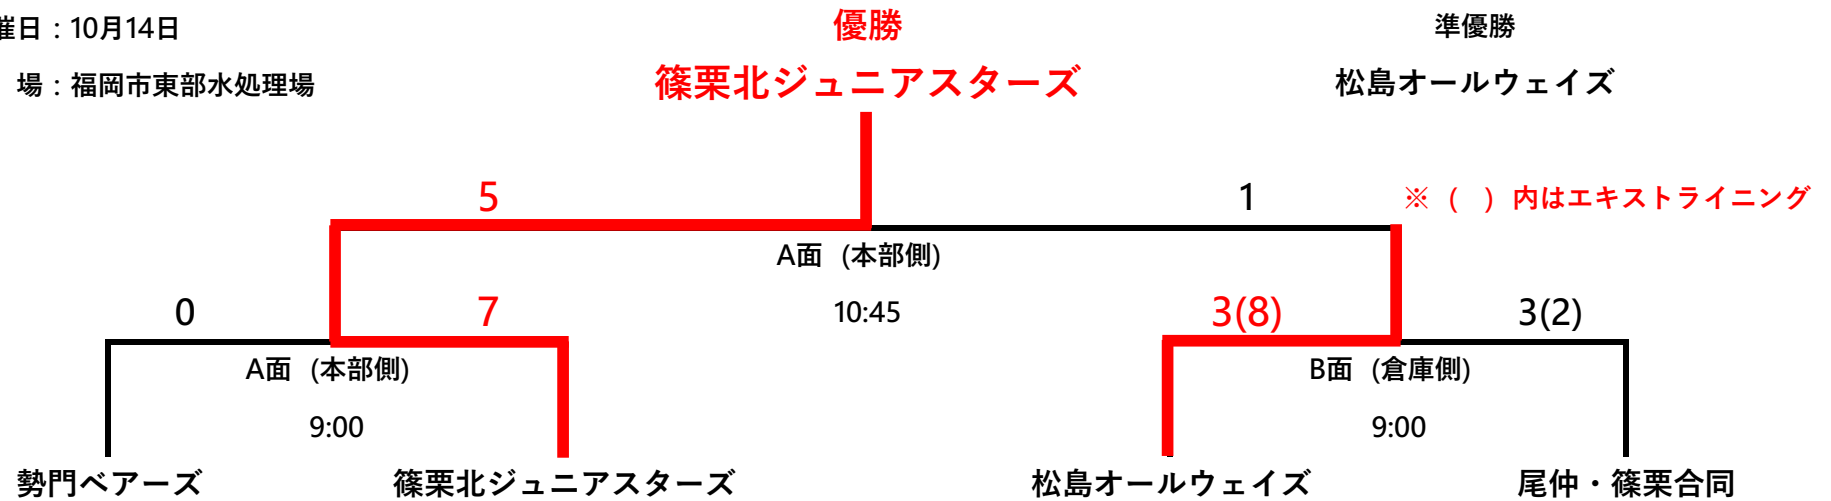 催日：10月14日
優勝
準優勝
場：福岡市東部水処理場
篠栗北ジュニアスターズ
松島オールウェイズ
5
1
※（　）内はエキストライニング
A面 (本部側)
0
7
10:45
3(8)
3(2)
A面 (本部側)
B面 (倉庫側)
9:00
9:00
勢門ベアーズ
篠栗北ジュニアスターズ
松島オールウェイズ
尾仲・篠栗合同